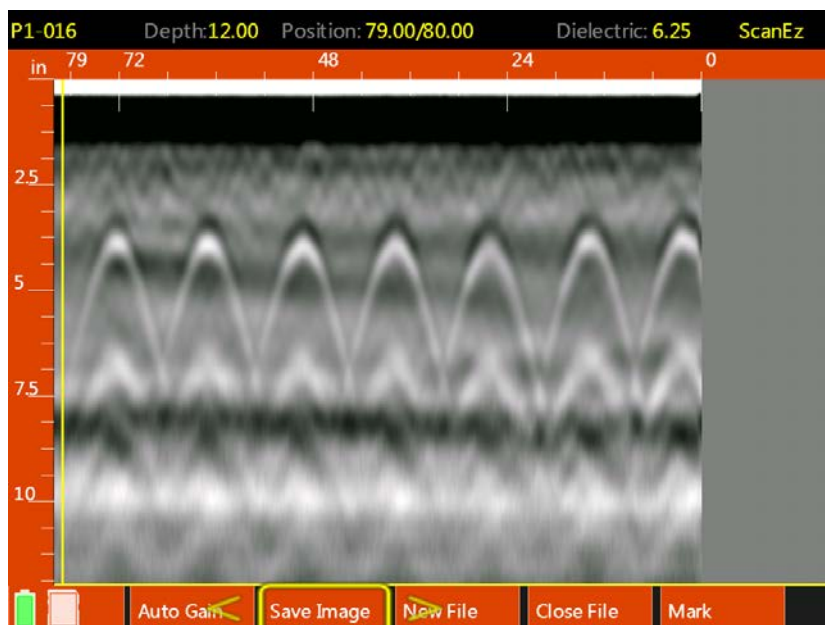 P1-016 Depth:12.00 Position: 79.00/80.00 Dielectric: 6.25 ScanEz
in 79 72 48 24 0
2.5
5
7.5
10
Auto Gain < Save Image New File > Close File Mark